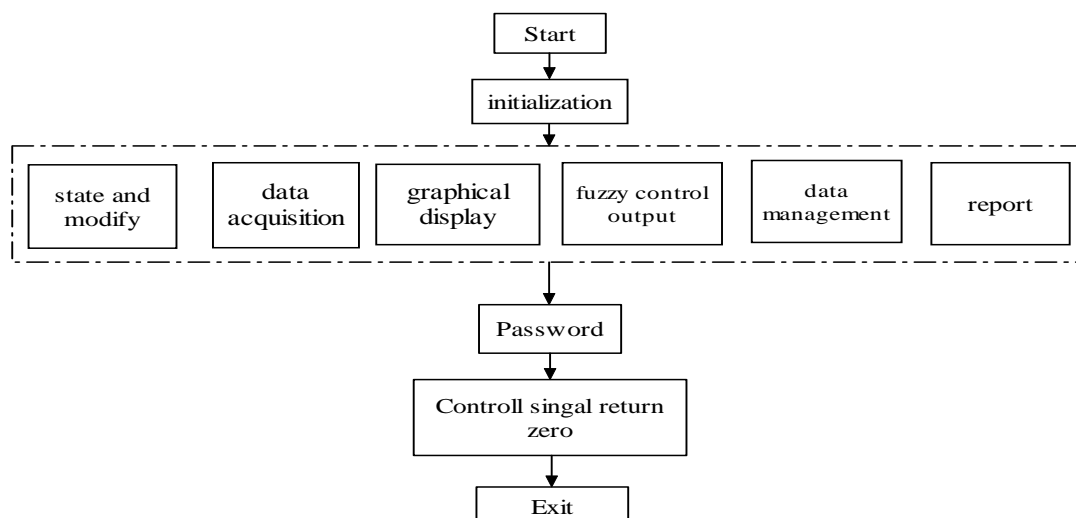 Start
initialization
state and
modify
data
acquisition
graphical
display
fuzzy control
output
data
management
report
Password
Controll singal return
zero
Exit